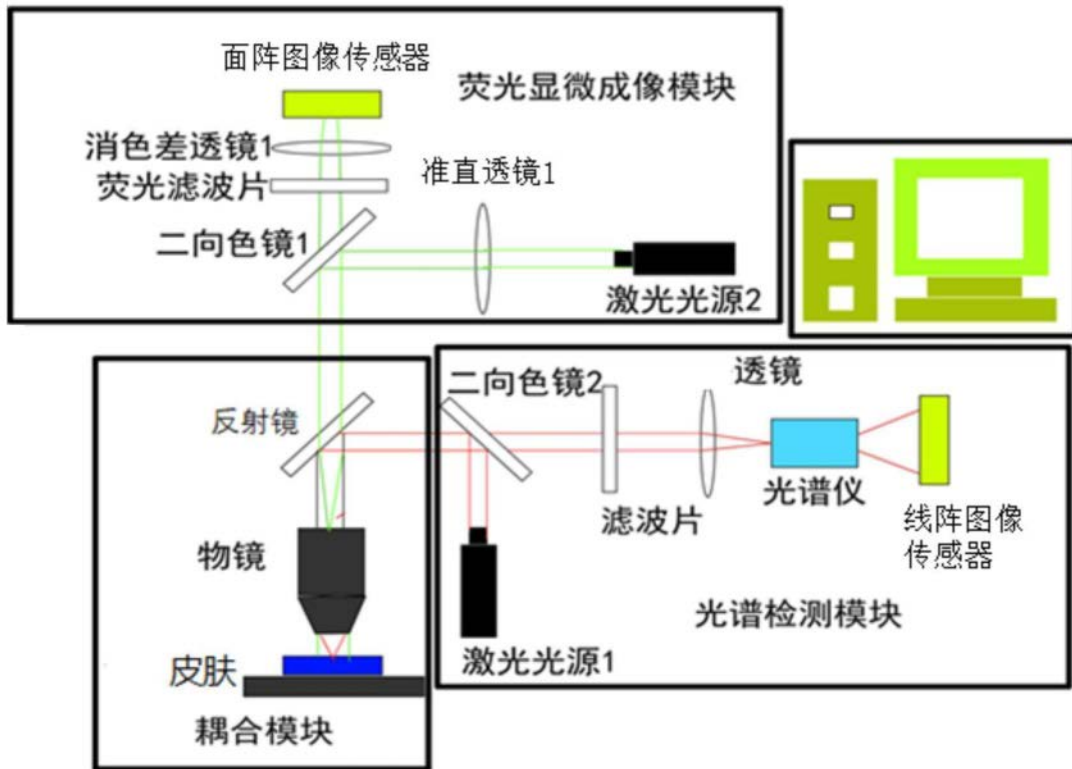 面阵图像传感器
荧光显微成像模块
消色差透镜1
准直透镜1
荧光滤波片
二向色镜1
激光光源2
二向色镜2
透镜
反射镜
光谱仪
滤波片
线阵图像
传感器
物镜
光谱检测模块
激光光源1
皮肤
耦合模块